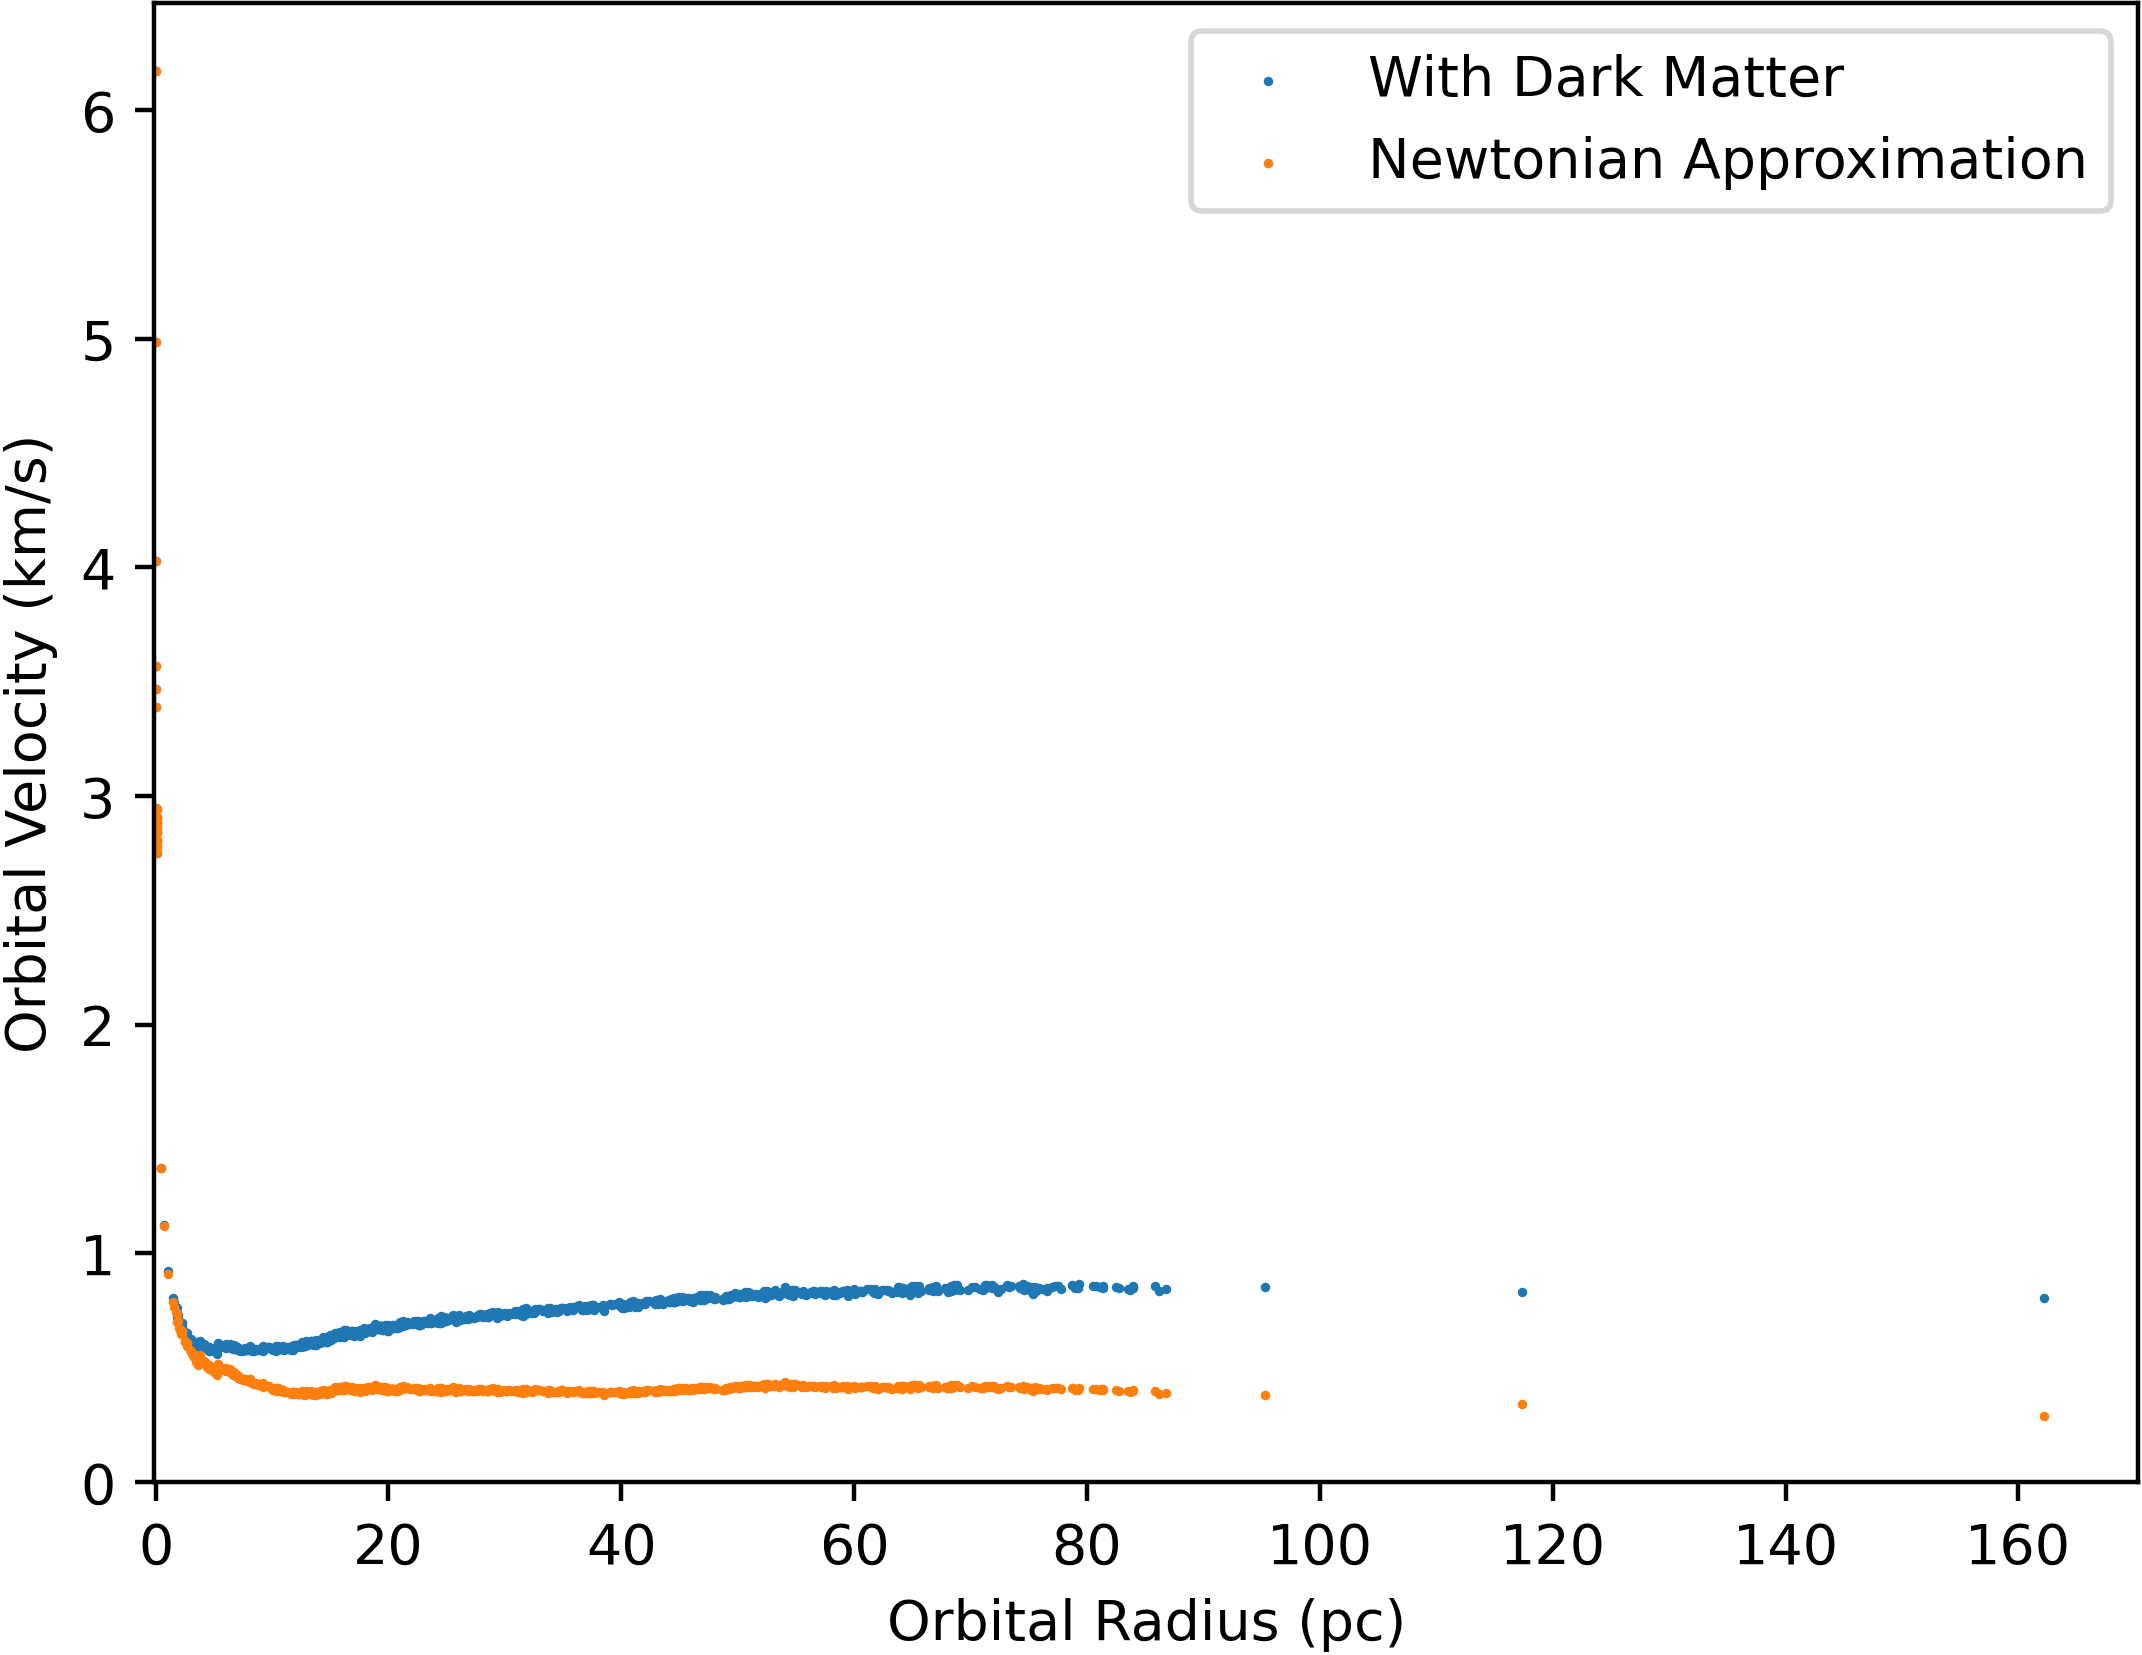 With Dark Matter
Newtonian Approximation
6
5
4
3
2
1
0
Orbital Velocity (km/s)
0 20 40 60 80 100 120 140 160
Orbital Radius (pc)